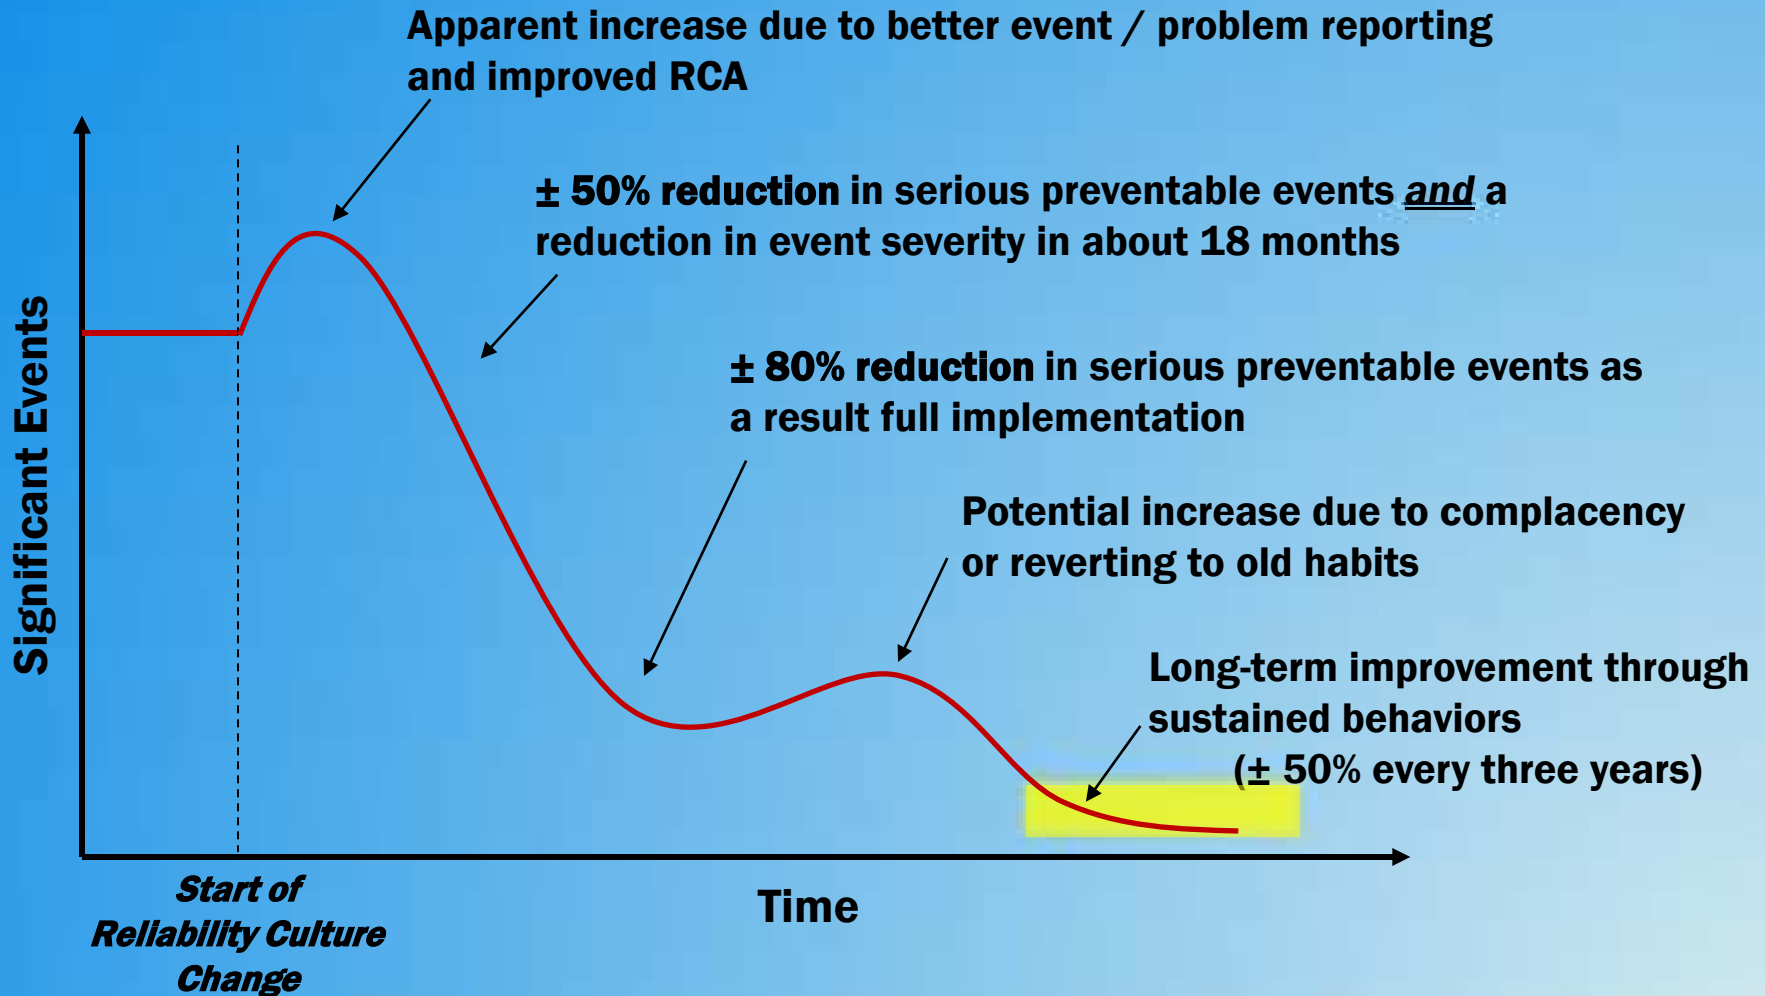 Apparent increase due to better event / problem reporting
and improved RCA
± 50% reduction in serious preventable events and a
reduction in event severity in about 18 months
± 80% reduction in serious preventable events as
a result full implementation
Potential increase due to complacency
or reverting to old habits
Long-term improvement through
sustained behaviors
(± 50% every three years)
Significant Events
Time
Start of
Reliability Culture
Change